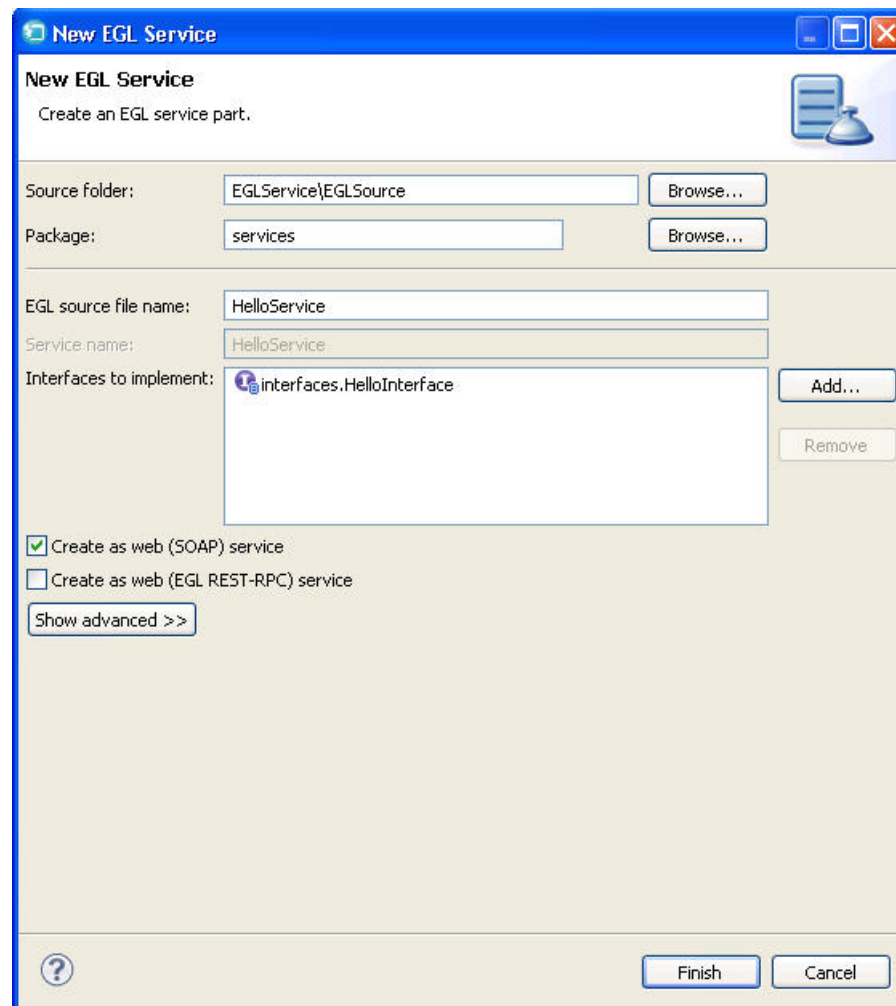 New EGL Service
New EGL Service
Create an EGL service part.
Source folder: EGLService\EGLSource Browse...
Package: services Browse...
EGL source file name: HelloService
Service name: HelloService
Interfaces to implement: interfaces.HelloInterface Add...
Remove
Create as web (SOAP) service
Create as web (EGL REST-RPC) service
Show advanced >>
? Finish Cancel